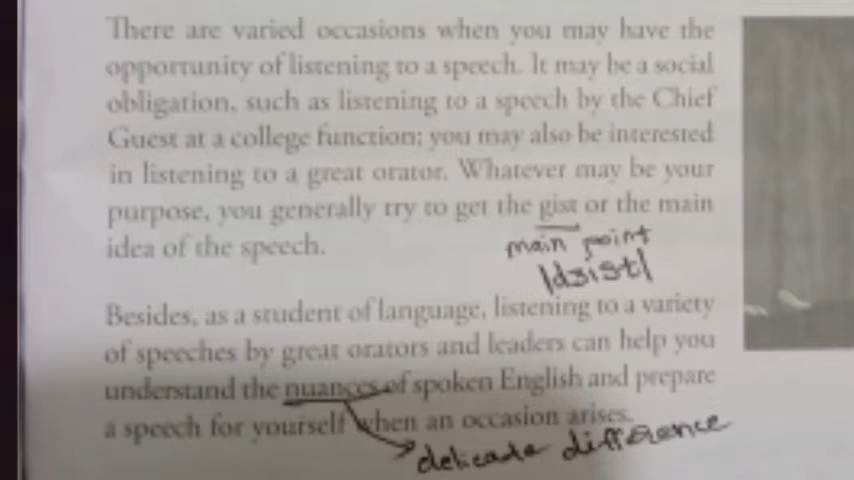 There are varied occasions when you may have the
opportunity of listening to a speech. It may be a social
obligation, such as listening to a speech by the Chief
Guest at a college function; you may also be interested
in listening to a great orator. Whatever may be your
purpose, you generally try to get the gist or the main
idea of the speech.
main point
/dʒist/
Besides, as a student of language, listening to a variety
of speeches by great orators and leaders can help you
understand the nuances of spoken English and prepare
a speech for yourself when an occasion arises.
delicate difference